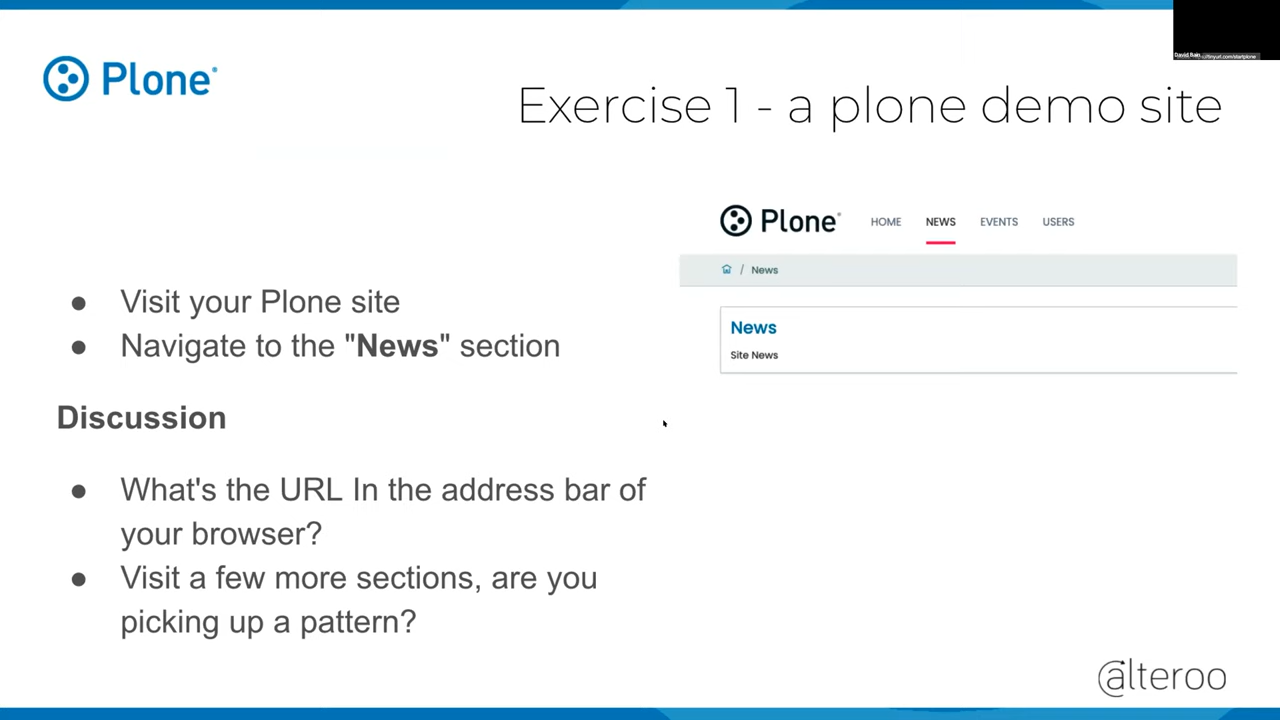 David Bain
Plone®
Exercise 1 - a plone demo site
Plone®
HOME NEWS EVENTS USERS
/ News
News
Site News
● Visit your Plone site
● Navigate to the "News" section
Discussion
● What's the URL In the address bar of
your browser?
● Visit a few more sections, are you
picking up a pattern?
@alteroo